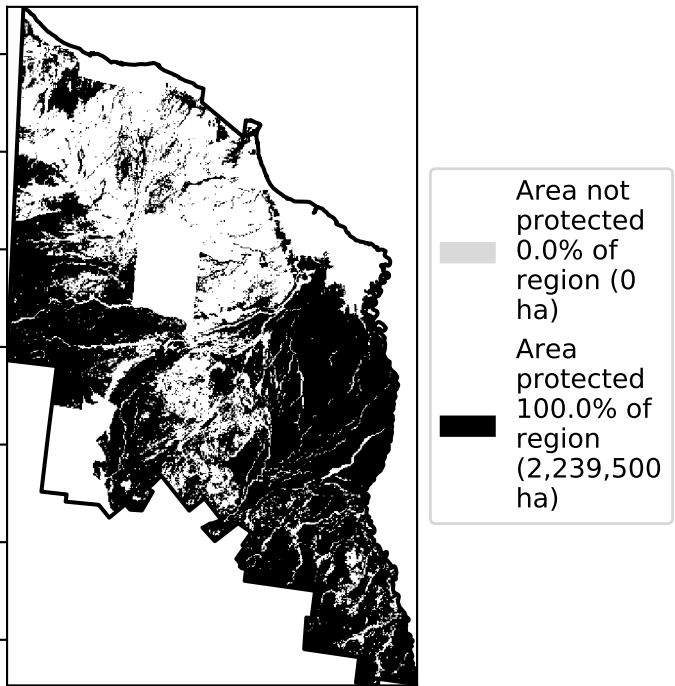 Area not
protected
0.0% of
region (0
ha)
Area
protected
100.0% of
region
(2,239,500
ha)